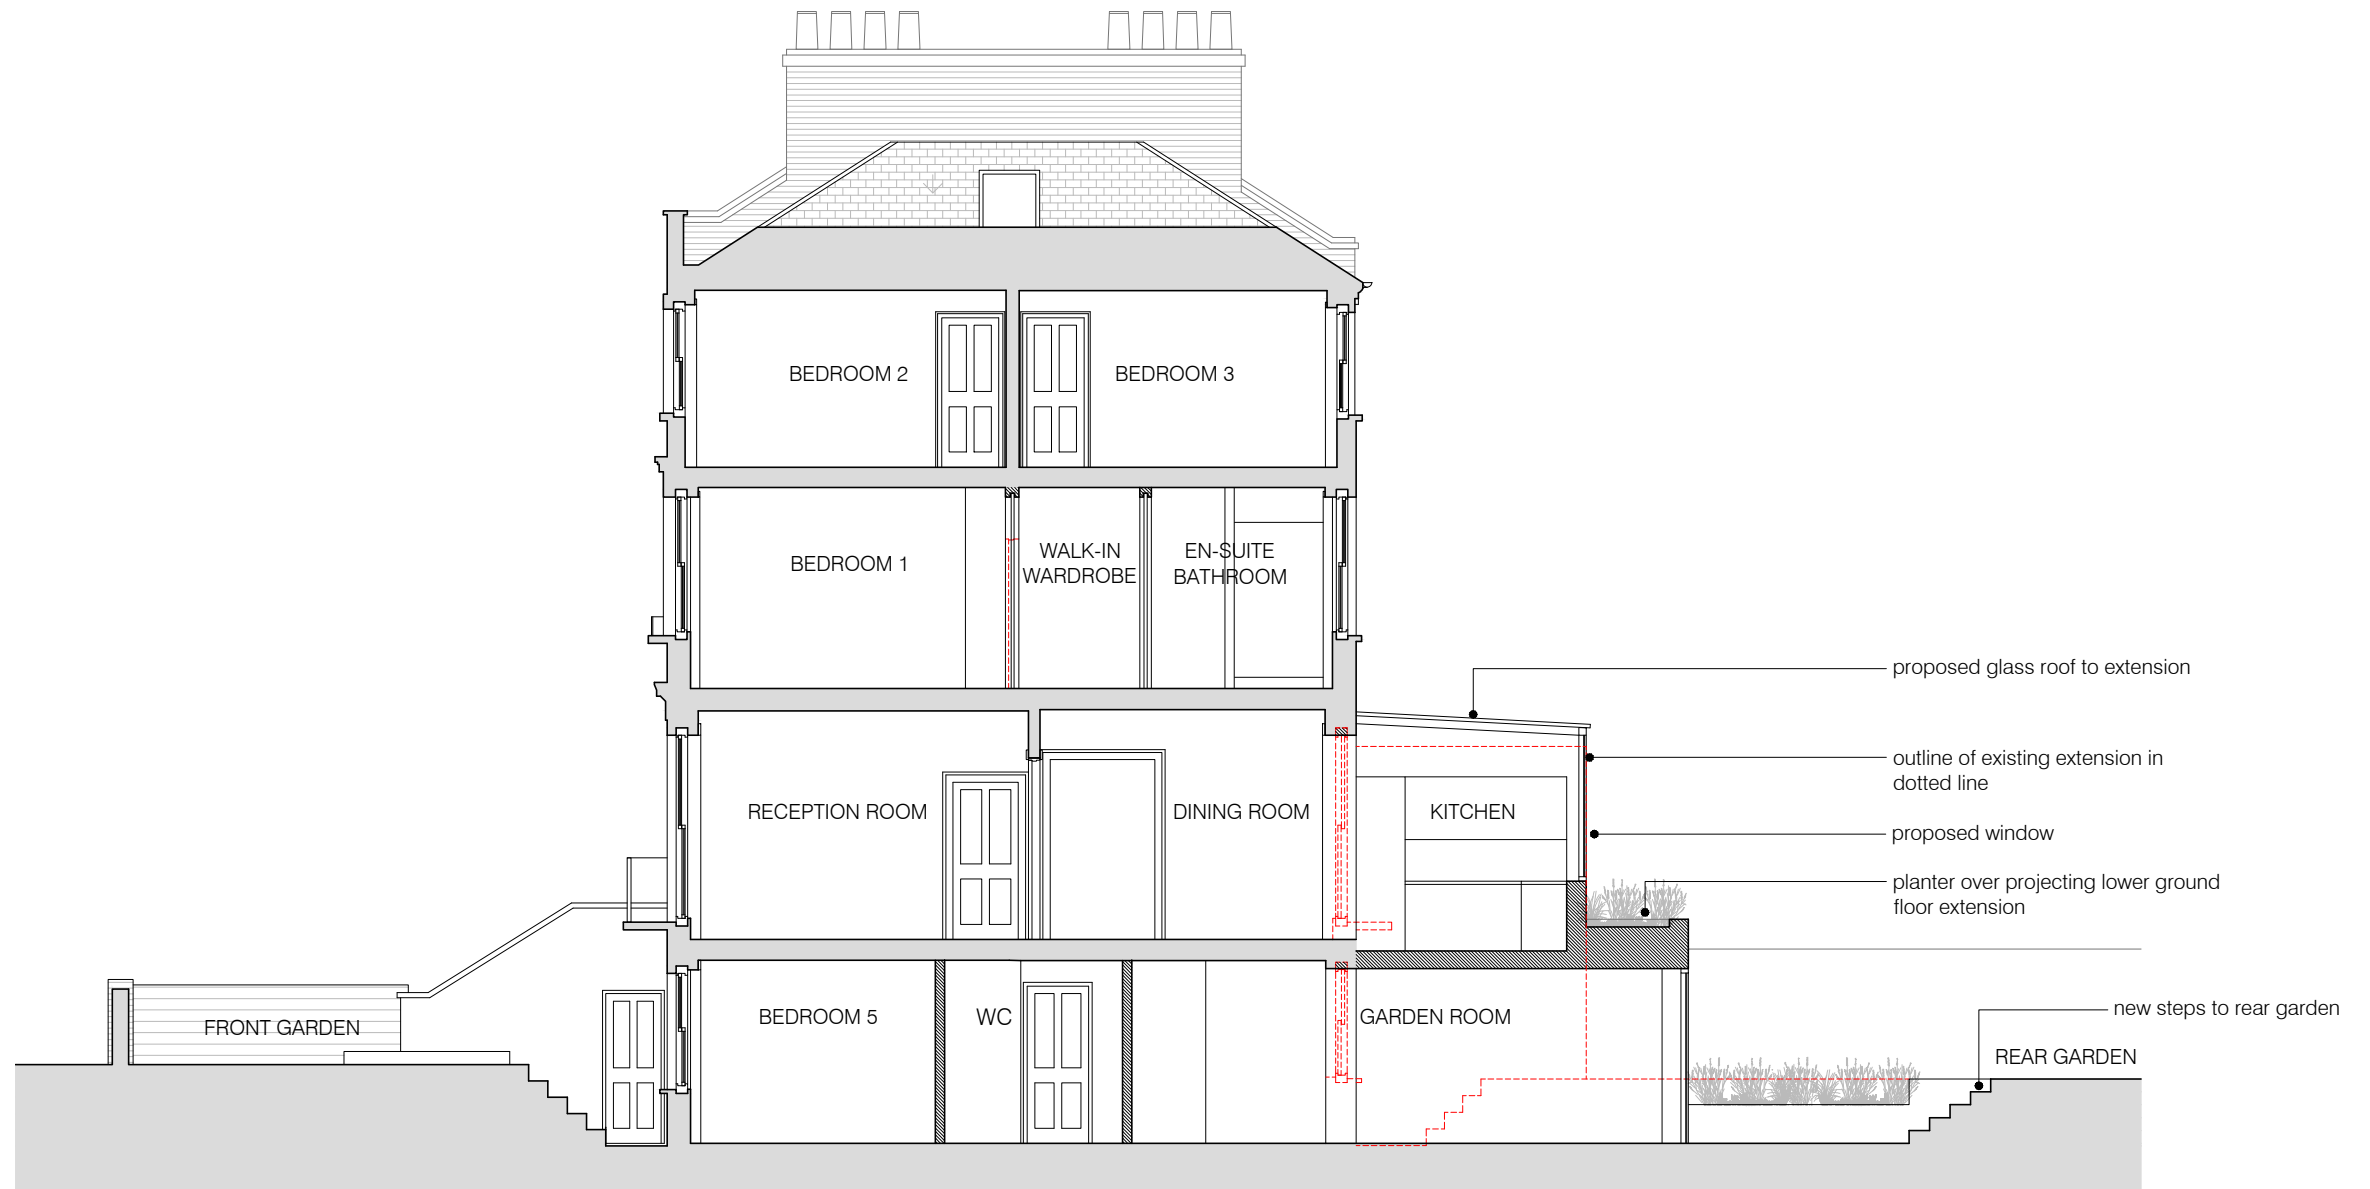 BEDROOM 2
BEDROOM 3
BEDROOM 1
WALK-IN
WARDROBE
EN-SUITE
BATHROOM
proposed glass roof to extension
outline of existing extension in
dotted line
RECEPTION ROOM
DINING ROOM
KITCHEN
proposed window
planter over projecting lower ground
floor extension
FRONT GARDEN
BEDROOM 5
WC
GARDEN ROOM
new steps to rear garden
REAR GARDEN